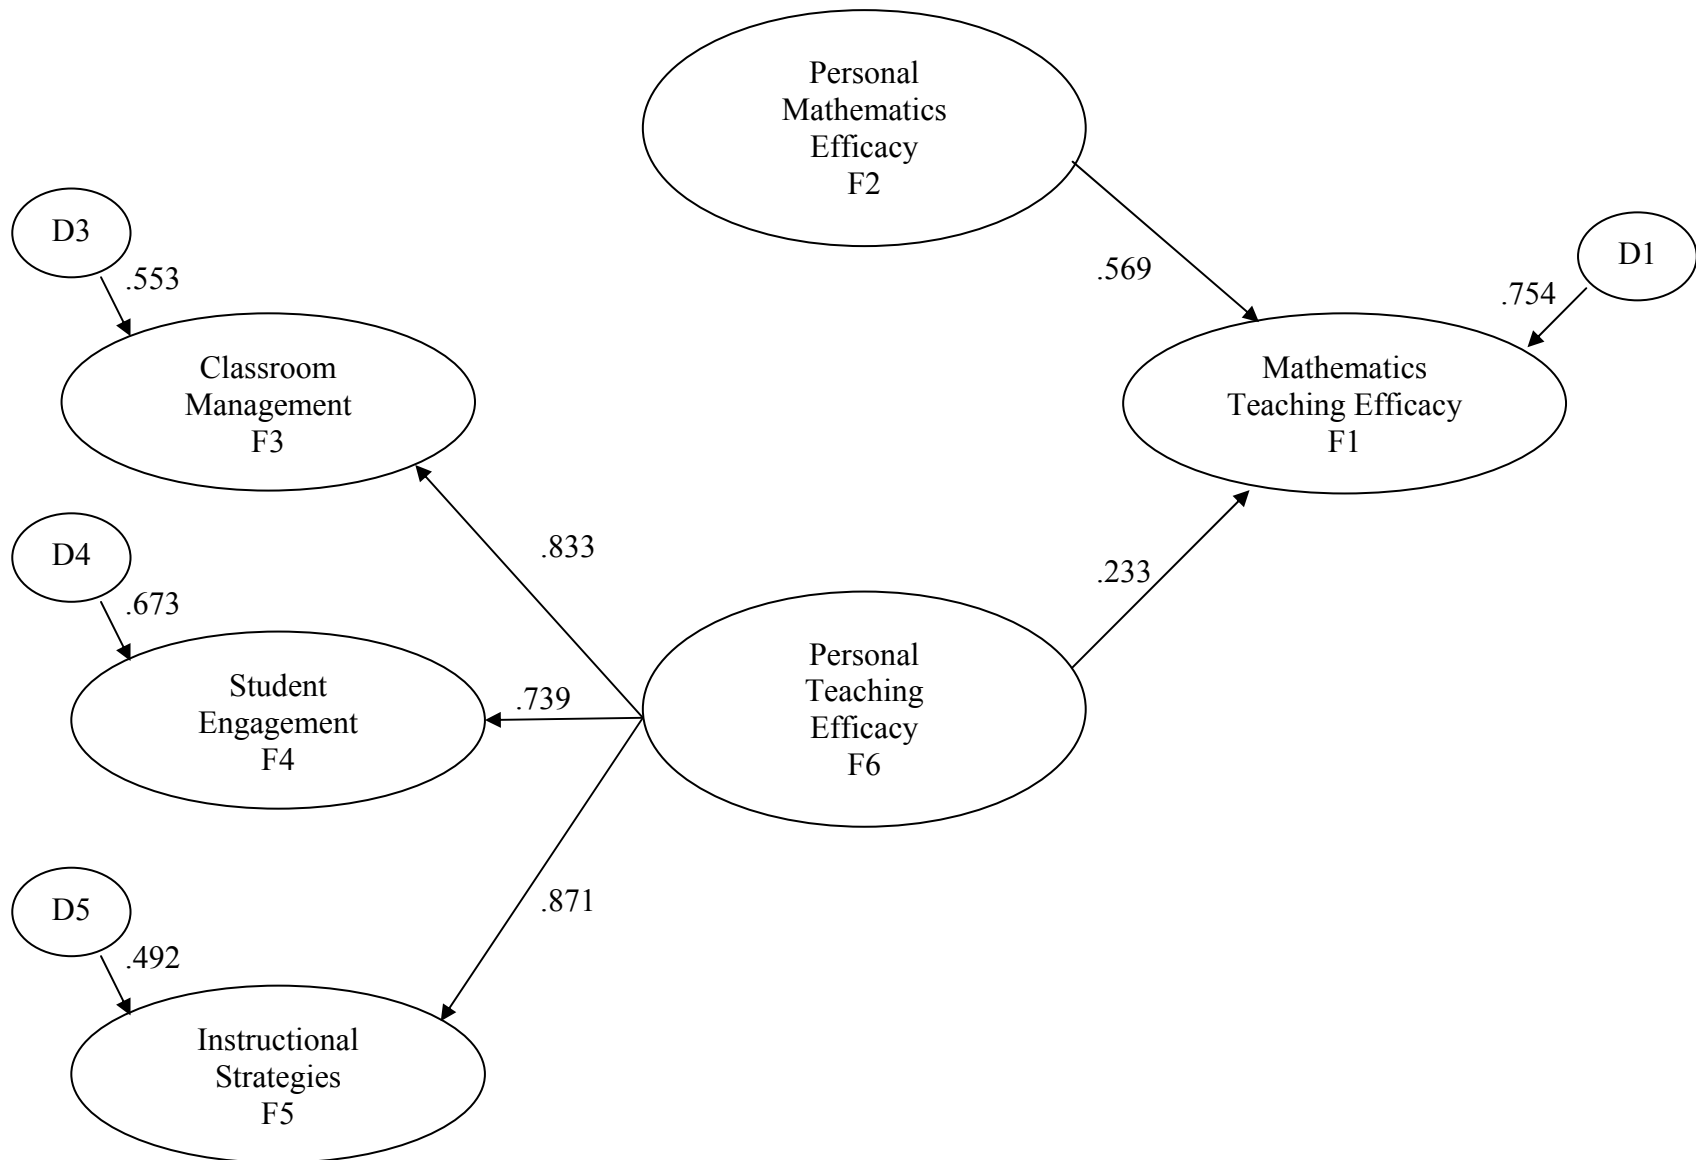 Personal
Mathematics
Efficacy
F2
D3
.553
D1
.754
.569
Classroom
Management
F3
Mathematics
Teaching Efficacy
F1
D4
.673
.833
.233
Student
Engagement
F4
.739
Personal
Teaching
Efficacy
F6
D5
.492
.871
Instructional
Strategies
F5